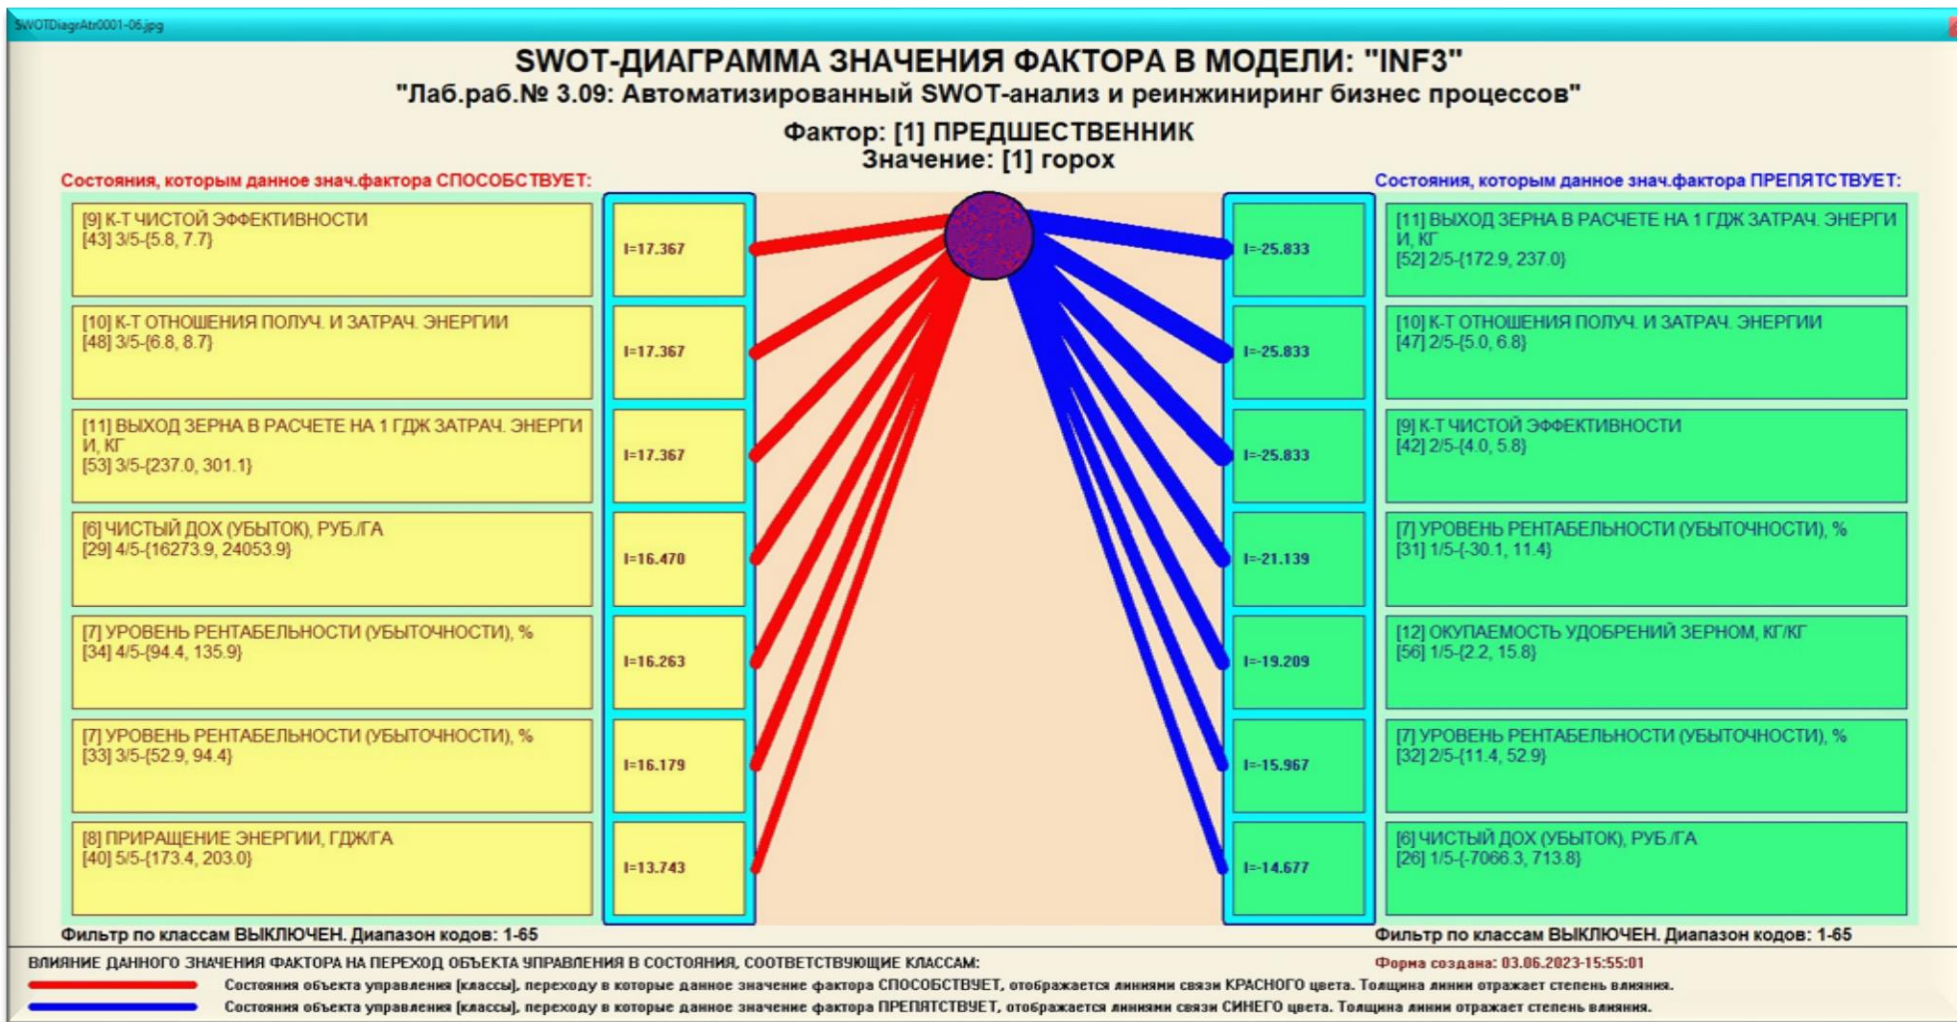 SWOTDiagrAtr0001-06.jpg
SWOT-ДИАГРАММА ЗНАЧЕНИЯ ФАКТОРА В МОДЕЛИ: "INF3"
"Лаб.раб.№ 3.09: Автоматизированный SWOT-анализ и реинжиниринг бизнес процессов"
Фактор: [1] ПРЕДШЕСТВЕННИК
Значение: [1] горох
Состояния, которым данное знач.фактора СПОСОБСТВУЕТ:
[9] К-Т ЧИСТОЙ ЭФФЕКТИВНОСТИ
[43] 3/5-{5.8, 7.7}
I=17.367
[10] К-Т ОТНОШЕНИЯ ПОЛУЧ. И ЗАТРАЧ. ЭНЕРГИИ
[48] 3/5-{6.8, 8.7}
I=17.367
[11] ВЫХОД ЗЕРНА В РАСЧЕТЕ НА 1 ГДЖ ЗАТРАЧ. ЭНЕРГИ
И, КГ
[53] 3/5-{237.0, 301.1}
I=17.367
[6] ЧИСТЫЙ ДОХ (УБЫТОК), РУБ./ГА
[29] 4/5-{16273.9, 24053.9}
I=16.470
[7] УРОВЕНЬ РЕНТАБЕЛЬНОСТИ (УБЫТОЧНОСТИ), %
[34] 4/5-{94.4, 135.9}
I=16.263
[7] УРОВЕНЬ РЕНТАБЕЛЬНОСТИ (УБЫТОЧНОСТИ), %
[33] 3/5-{52.9, 94.4}
I=16.179
[8] ПРИРАЩЕНИЕ ЭНЕРГИИ, ГДЖ/ГА
[40] 5/5-{173.4, 203.0}
I=13.743
Фильтр по классам ВЫКЛЮЧЕН. Диапазон кодов: 1-65
Состояния, которым данное знач.фактора ПРЕПЯТСТВУЕТ:
I=-25.833
[11] ВЫХОД ЗЕРНА В РАСЧЕТЕ НА 1 ГДЖ ЗАТРАЧ. ЭНЕРГИ
И, КГ
[52] 2/5-{172.9, 237.0}
I=-25.833
[10] К-Т ОТНОШЕНИЯ ПОЛУЧ. И ЗАТРАЧ. ЭНЕРГИИ
[47] 2/5-{5.0, 6.8}
I=-25.833
[9] К-Т ЧИСТОЙ ЭФФЕКТИВНОСТИ
[42] 2/5-{4.0, 5.8}
I=-21.139
[7] УРОВЕНЬ РЕНТАБЕЛЬНОСТИ (УБЫТОЧНОСТИ), %
[31] 1/5-{-30.1, 11.4}
I=-19.209
[12] ОКУПАЕМОСТЬ УДОБРЕНИЙ ЗЕРНОМ, КГ/КГ
[56] 1/5-{2.2, 15.8}
I=-15.967
[7] УРОВЕНЬ РЕНТАБЕЛЬНОСТИ (УБЫТОЧНОСТИ), %
[32] 2/5-{11.4, 52.9}
I=-14.677
[6] ЧИСТЫЙ ДОХ (УБЫТОК), РУБ./ГА
[26] 1/5-{-7066.3, 713.8}
Фильтр по классам ВЫКЛЮЧЕН. Диапазон кодов: 1-65
ВЛИЯНИЕ ДАННОГО ЗНАЧЕНИЯ ФАКТОРА НА ПЕРЕХОД ОБЪЕКТА УПРАВЛЕНИЯ В СОСТОЯНИЯ, СООТВЕТСТВУЮЩИЕ КЛАССАМ:
Форма создана: 03.06.2023-15:55:01
Состояния объекта управления [классы], переходу в которые данное значение фактора СПОСОБСТВУЕТ, отображается линиями связи КРАСНОГО цвета. Толщина линии отражает степень влияния.
Состояния объекта управления [классы], переходу в которые данное значение фактора ПРЕПЯТСТВУЕТ, отображается линиями связи СИНЕГО цвета. Толщина линии отражает степень влияния.